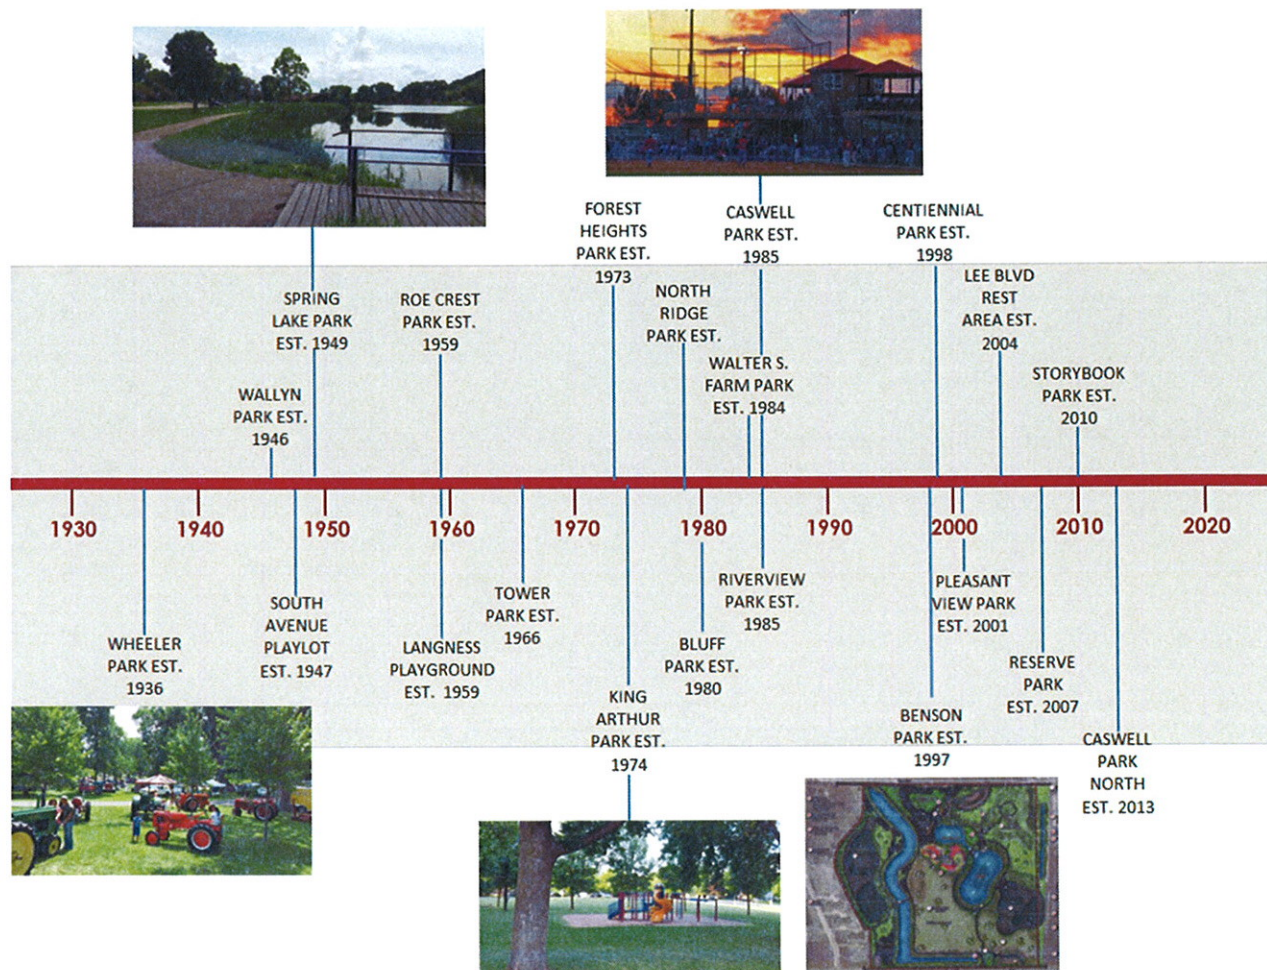 FOREST
HEIGHTS
PARK EST.
1973
CASWELL
PARK EST.
1985
CENTIENNIAL
PARK EST.
1998
SPRING
LAKE PARK
EST. 1949
ROE CREST
PARK EST.
1959
NORTH
RIDGE
PARK EST.
LEE BLVD
REST
AREA EST.
2004
WALLYN
PARK EST.
1946
WALTER S.
FARM PARK
EST. 1984
STORYBOOK
PARK EST.
2010
1930
1940
1950
1960
1970
1980
1990
2000
2010
2020
WHEELER
PARK EST.
1936
SOUTH
AVENUE
PLAYLOT
EST. 1947
LANGNESS
PLAYGROUND
EST. 1959
TOWER
PARK EST.
1966
KING
ARTHUR
PARK EST.
1974
BLUFF
PARK EST.
1980
RIVERVIEW
PARK EST.
1985
BENSON
PARK EST.
1997
PLEASANT
VIEW PARK
EST. 2001
RESERVE
PARK
EST. 2007
CASWELL
PARK
NORTH
EST. 2013